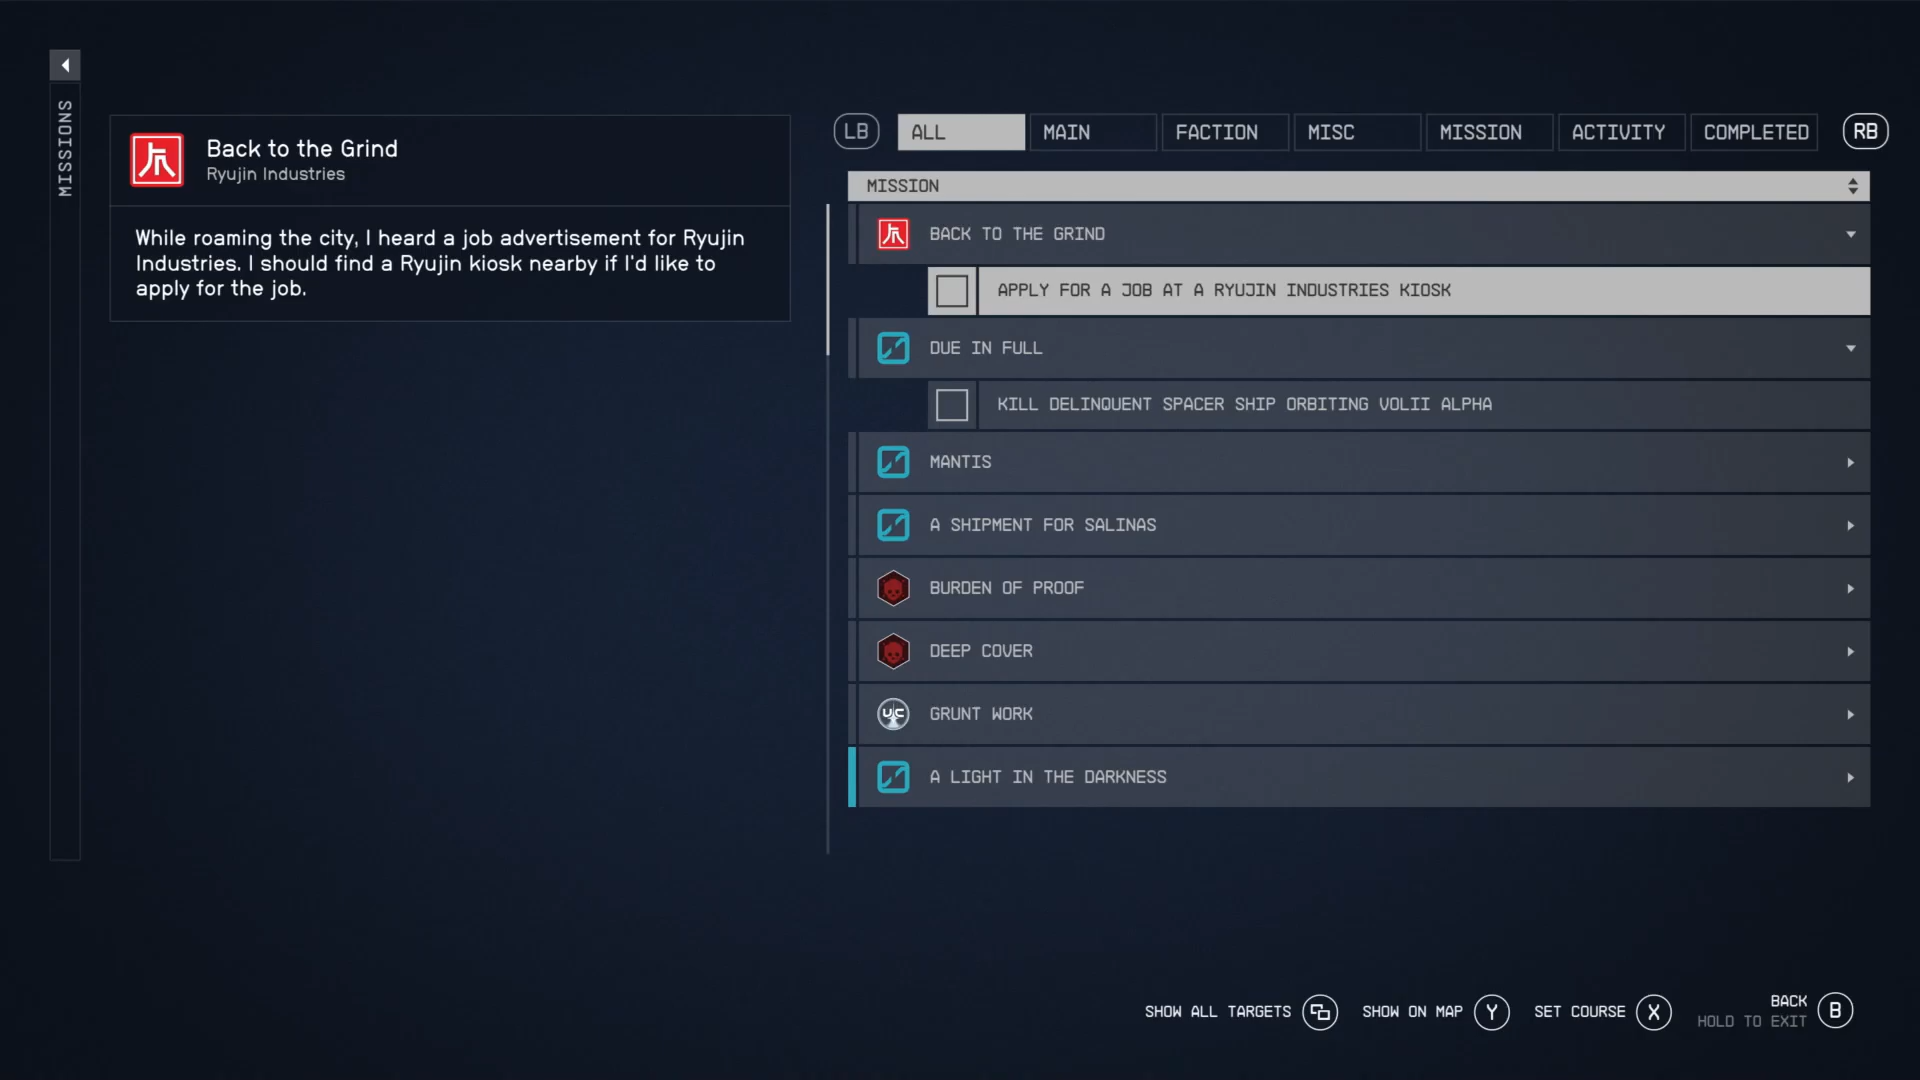 MISSIONS
Back to the Grind
Ryujin Industries
While roaming the city, I heard a job advertisement for Ryujin
Industries. I should find a Ryujin kiosk nearby if I'd like to
apply for the job.
LB ALL MAIN FACTION MISC MISSION ACTIVITY COMPLETED RB
MISSION
BACK TO THE GRIND
APPLY FOR A JOB AT A RYUJIN INDUSTRIES KIOSK
DUE IN FULL
KILL DELINQUENT SPACER SHIP ORBITING VOLII ALPHA
MANTIS
A SHIPMENT FOR SALINAS
BURDEN OF PROOF
DEEP COVER
UC GRUNT WORK
A LIGHT IN THE DARKNESS
SHOW ALL TARGETS SHOW ON MAP Y SET COURSE X BACK B
HOLD TO EXIT